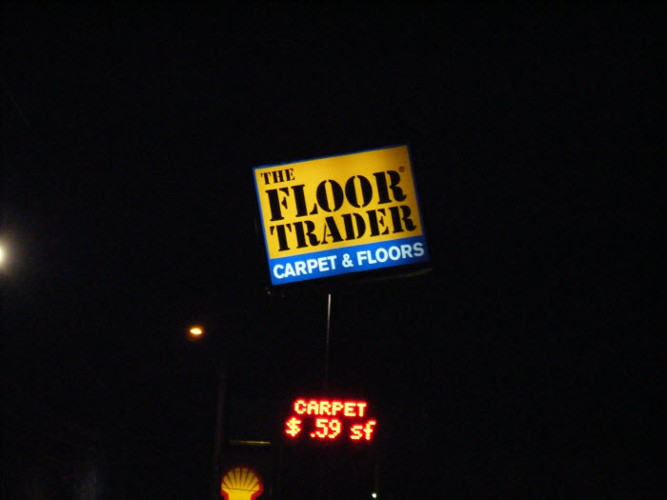 THE
FLOOR
TRADER
CARPET & FLOORS
CARPET
$ .59 sf